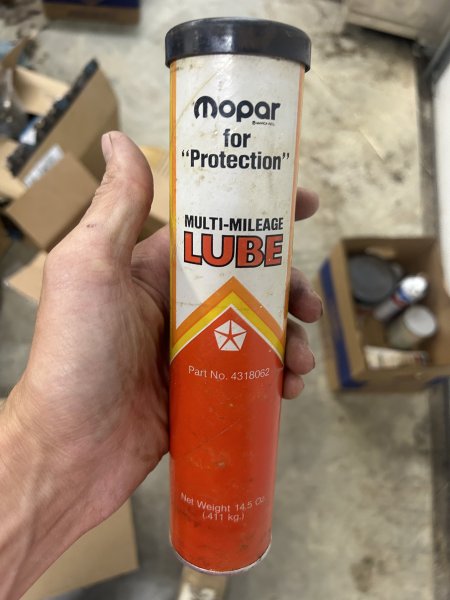 mopar
for
"Protection"
MULTI-MILEAGE
LUBE
Part No. 4318062
Net Weight 14.5 Oz.
(.411 kg.)